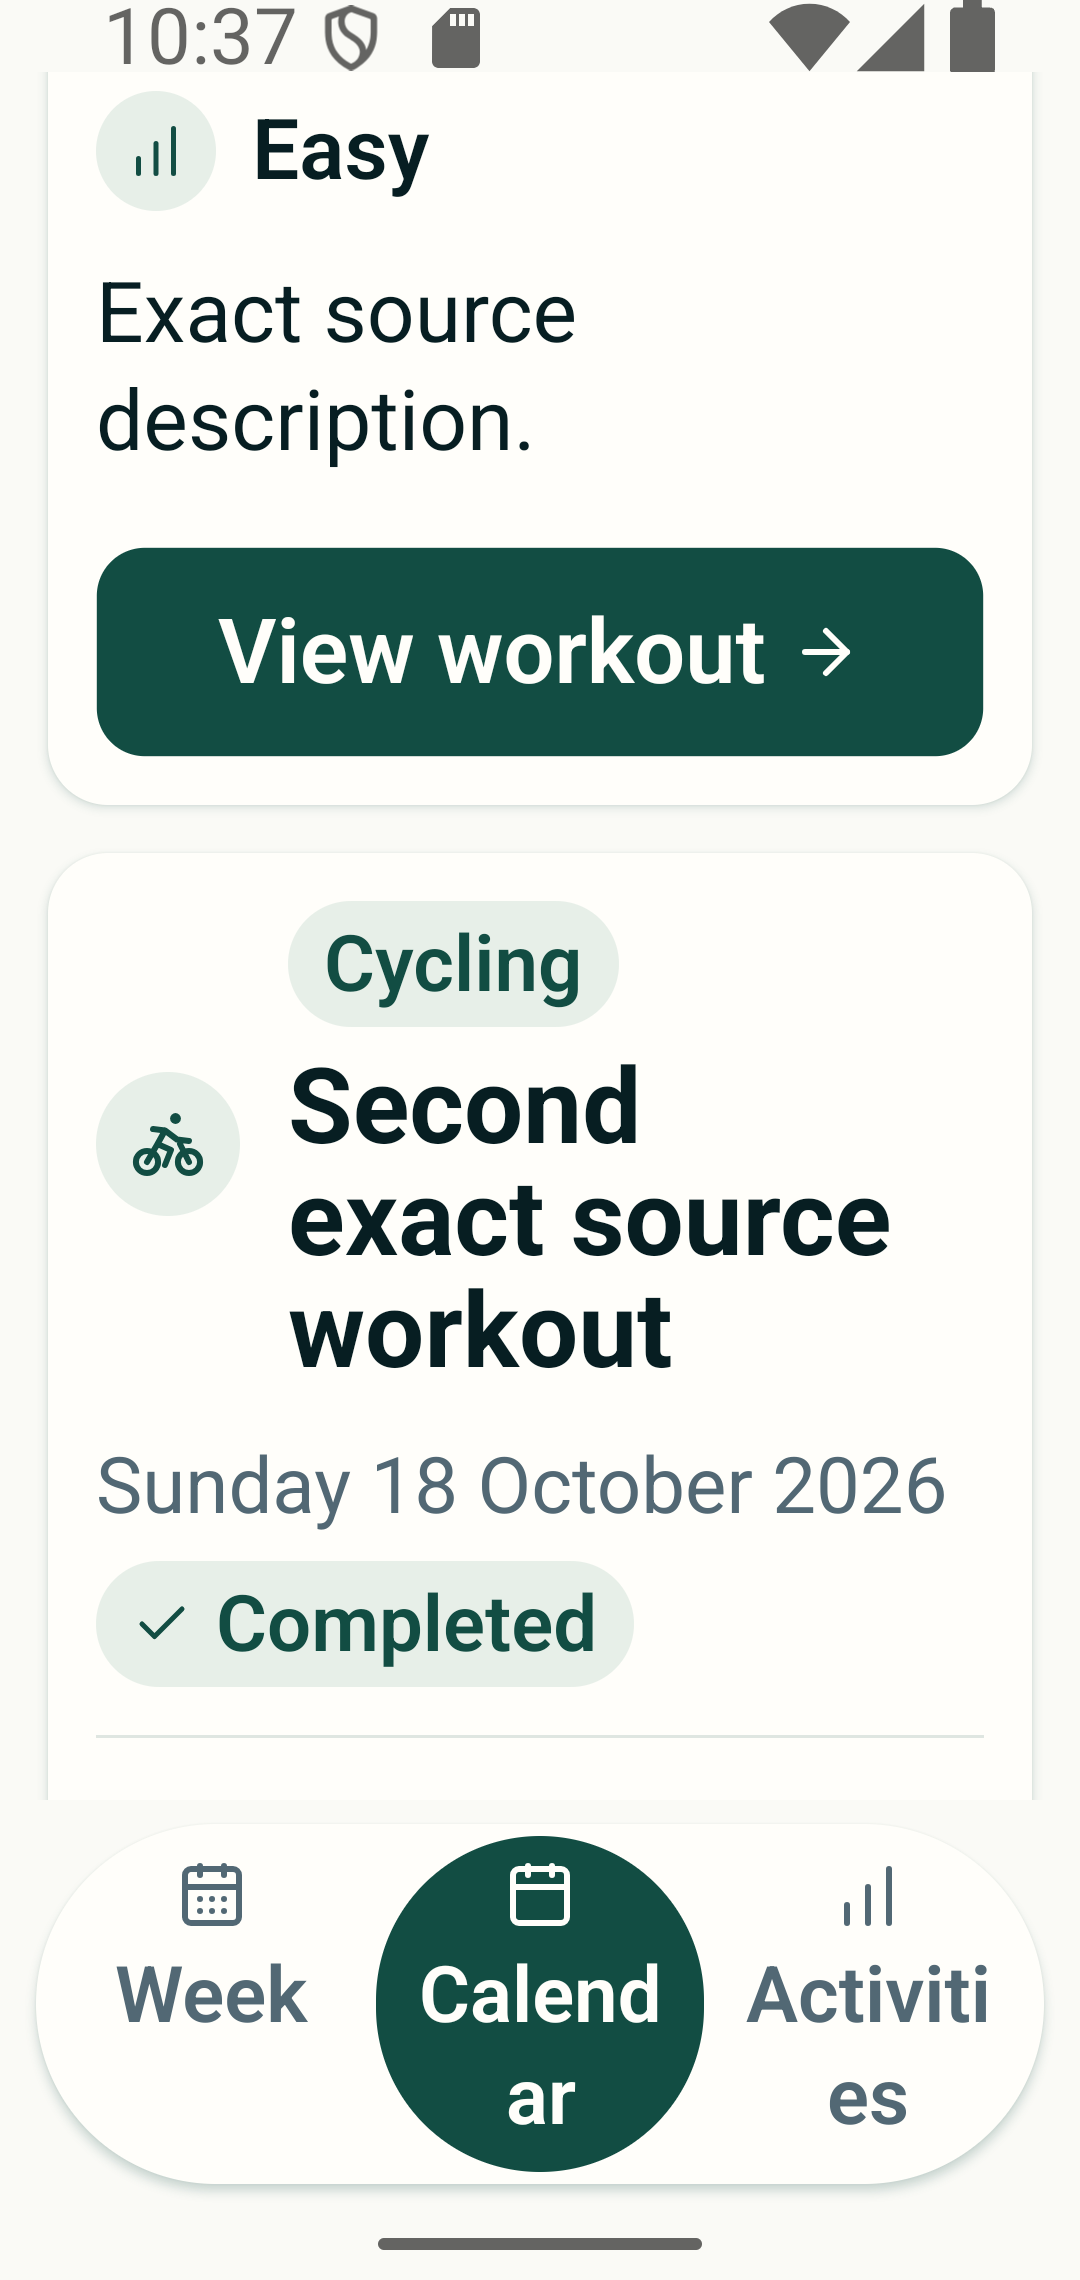 10:37
Easy
Exact source
description.
View workout
Cycling
Second
exact source
workout
Sunday 18 October 2026
Completed
Week
Calend
ar
Activiti
es